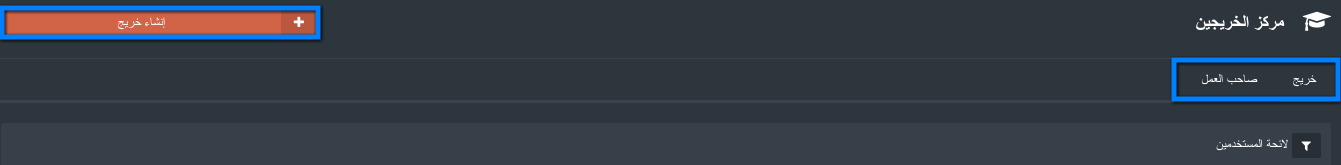 مركز الخريجين
إنشاء خريج
خريج
صاحب العمل
لائحة المستخدمين